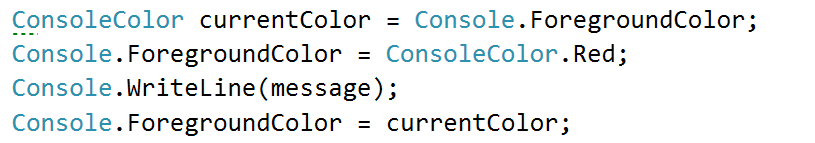 ConsoleColor currentColor = Console.ForegroundColor;
Console.ForegroundColor = ConsoleColor.Red;
Console.WriteLine(message);
Console.ForegroundColor = currentColor;